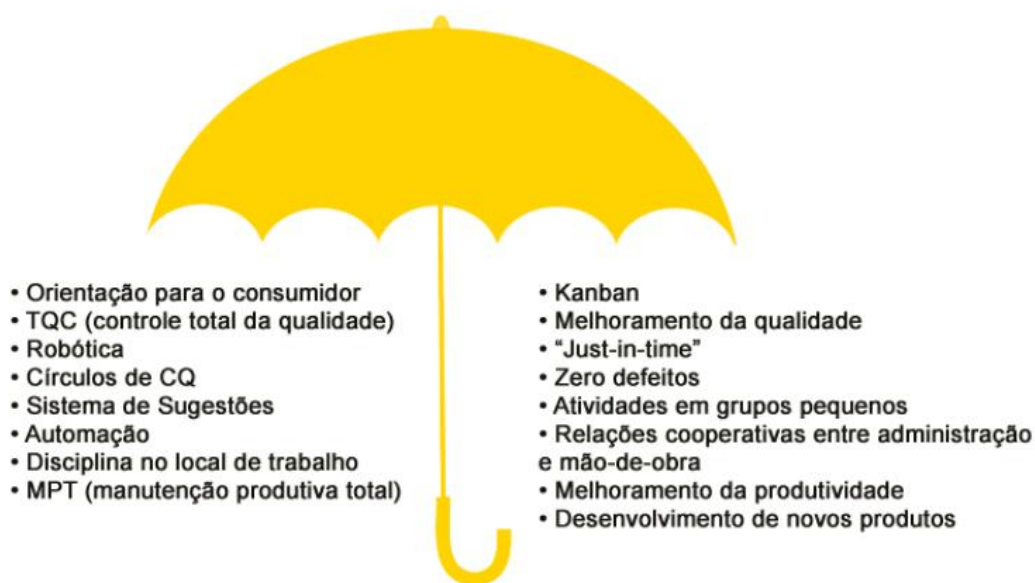 • Orientação para o consumidor
• TQC (controle total da qualidade)
• Robótica
• Círculos de CQ
• Sistema de Sugestões
• Automação
• Disciplina no local de trabalho
• MPT (manutenção produtiva total)
• Kanban
• Melhoramento da qualidade
• “Just-in-time”
• Zero defeitos
• Atividades em grupos pequenos
• Relações cooperativas entre administração
e mão-de-obra
• Melhoramento da produtividade
• Desenvolvimento de novos produtos